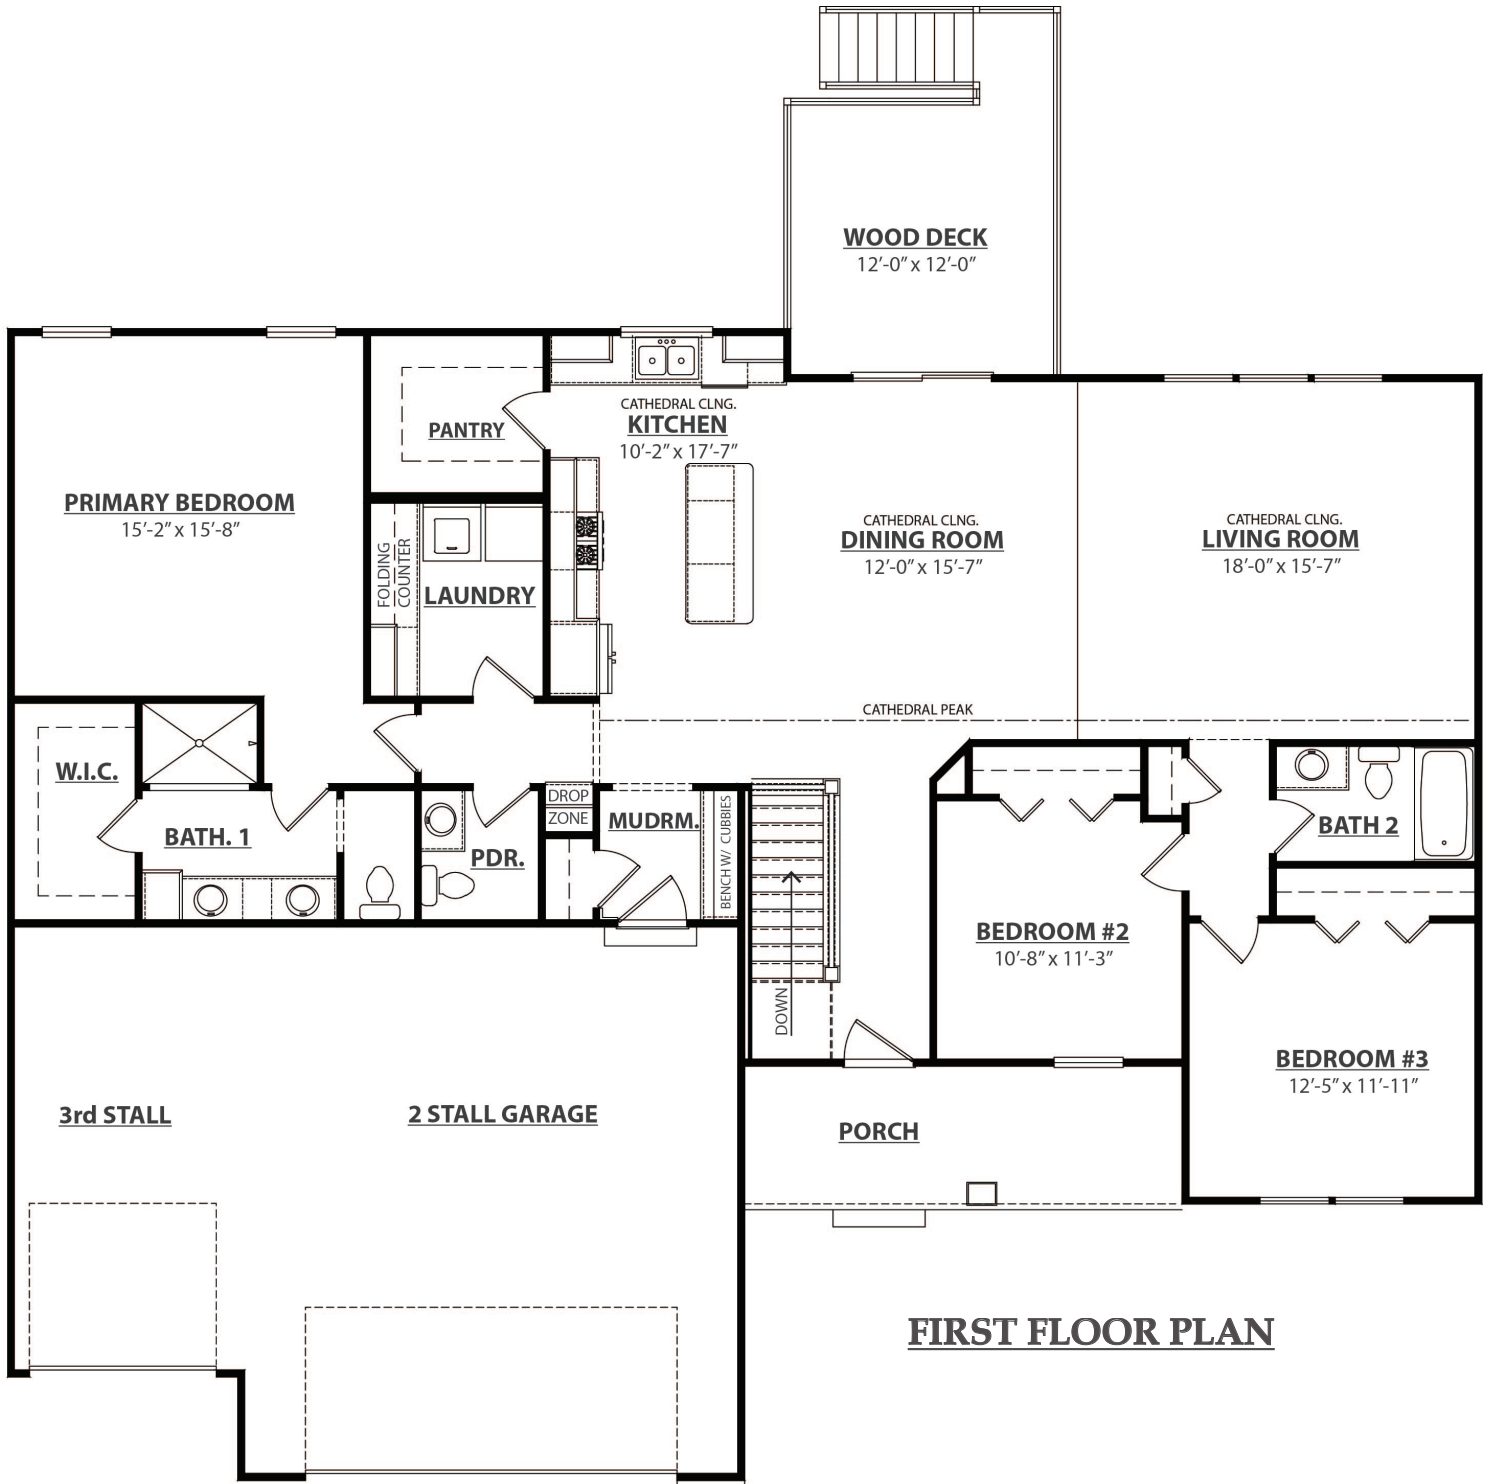 WOOD DECK
12'-0" x 12'-0"
CATHEDRAL CLNG.
KITCHEN
10'-2" x 17'-7"
PANTRY
PRIMARY BEDROOM
15'-2" x 15'-8"
CATHEDRAL CLNG.
DINING ROOM
12'-0" x 15'-7"
CATHEDRAL CLNG.
LIVING ROOM
18'-0" x 15'-7"
FOLDING
COUNTER
LAUNDRY
CATHEDRAL PEAK
W.I.C.
BATH. 1
PDR.
DROP
ZONE
MUDRM.
BENCH W/ CUBBIES
BATH 2
DOWN
BEDROOM #2
10'-8" x 11'-3"
BEDROOM #3
12'-5" x 11'-11"
3rd STALL
2 STALL GARAGE
PORCH
FIRST FLOOR PLAN